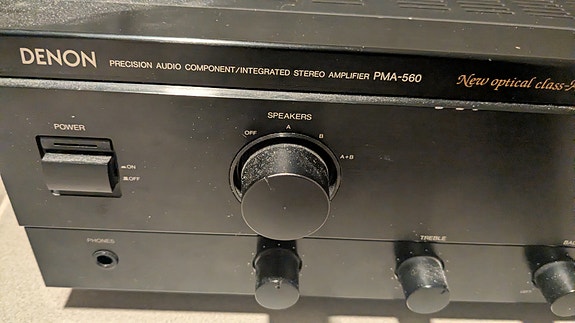 DENON PRECISION AUDIO COMPONENT/INTEGRATED STEREO AMPLIFIER PMA-560
New optical class-A
POWER
ON
OFF
SPEAKERS
OFF
A
B
A+B
PHONES
TREBLE